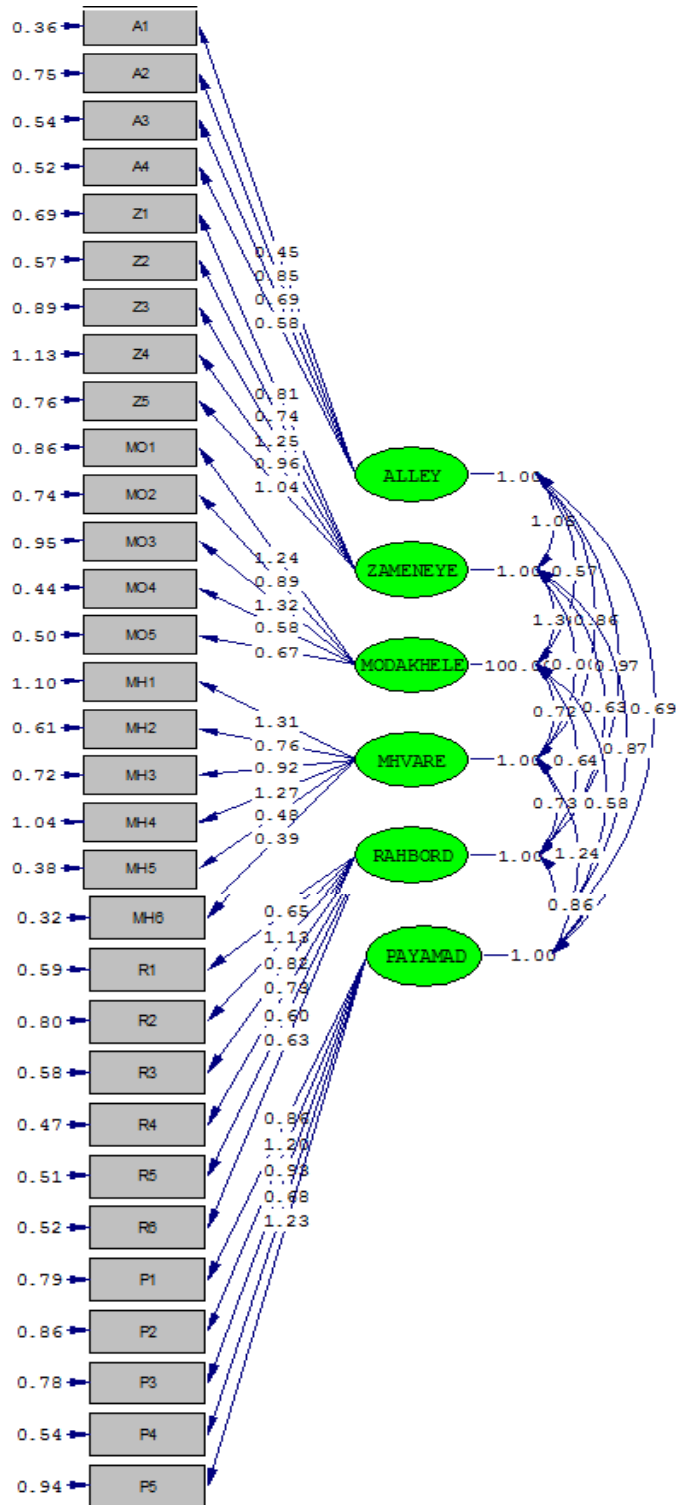 0.36 A1
0.75 A2
0.54 A3
0.52 A4
0.69 Z1
0.57 Z2
0.89 Z3
1.13 Z4
0.76 Z5
0.86 MO1
0.74 MO2
0.95 MO3
0.44 MO4
0.50 MO5
1.10 MH1
0.61 MH2
0.72 MH3
1.04 MH4
0.38 MH5
0.32 MH6
0.59 R1
0.80 R2
0.58 R3
0.47 R4
0.51 R5
0.52 R6
0.79 P1
0.86 P2
0.78 P3
0.54 P4
0.94 P5
0.45
0.85
0.69
0.58
0.81
0.74
1.25
0.96
1.04
1.24
0.89
1.32
0.58
0.67
1.31
0.76
0.92
1.27
0.48
0.39
0.65
1.13
0.82
0.73
0.60
0.63
0.86
1.20
0.93
0.68
1.23
ALLEY 1.00
ZAMENEYE 1.00
MODAKHELE
MHVARE 1.00
RAHBORD 1.00
PAYAMAD 1.00
0.57
0.86
0.97
0.63
0.69
0.72
0.87
0.64
0.73
0.58
1.24
0.86